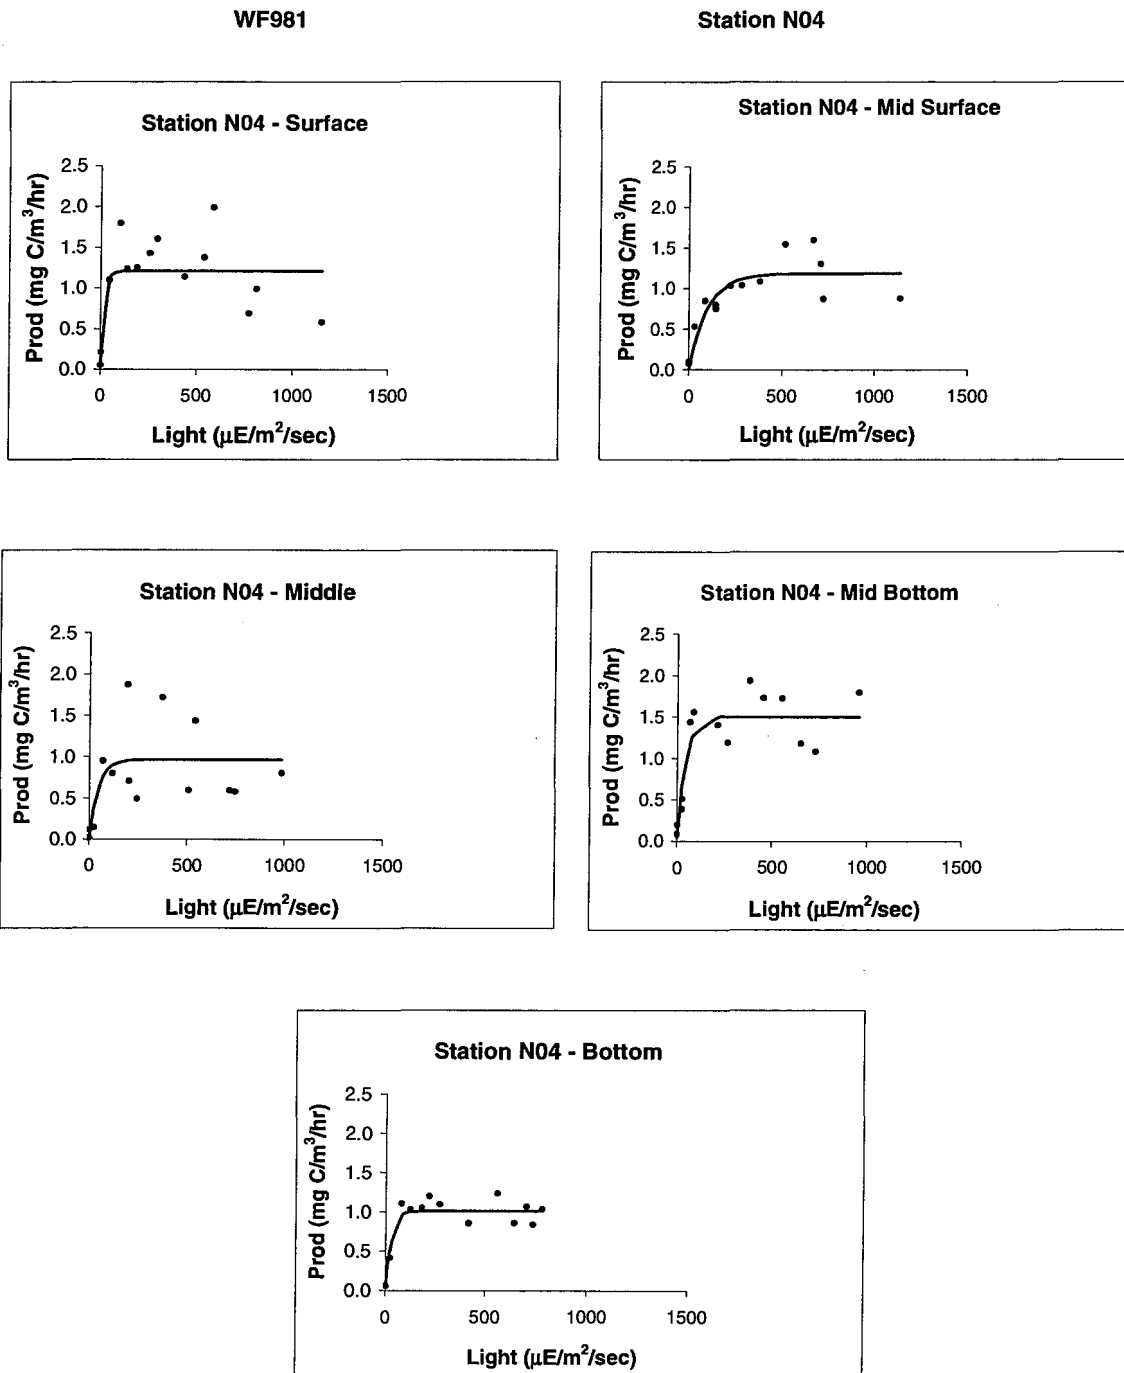 WF981 Station N04
Station N04 - Surface
Prod (mg C/m³/hr)
2.5
2.0
1.5
1.0
0.5
0.0
0 500 1000 1500
Light (µE/m²/sec)
Station N04 - Mid Surface
Prod (mg C/m³/hr)
2.5
2.0
1.5
1.0
0.5
0.0
0 500 1000 1500
Light (µE/m²/sec)
Station N04 - Middle
Prod (mg C/m³/hr)
2.5
2.0
1.5
1.0
0.5
0.0
0 500 1000 1500
Light (µE/m²/sec)
Station N04 - Mid Bottom
Prod (mg C/m³/hr)
2.5
2.0
1.5
1.0
0.5
0.0
0 500 1000 1500
Light (µE/m²/sec)
Station N04 - Bottom
Prod (mg C/m³/hr)
2.5
2.0
1.5
1.0
0.5
0.0
0 500 1000 1500
Light (µE/m²/sec)